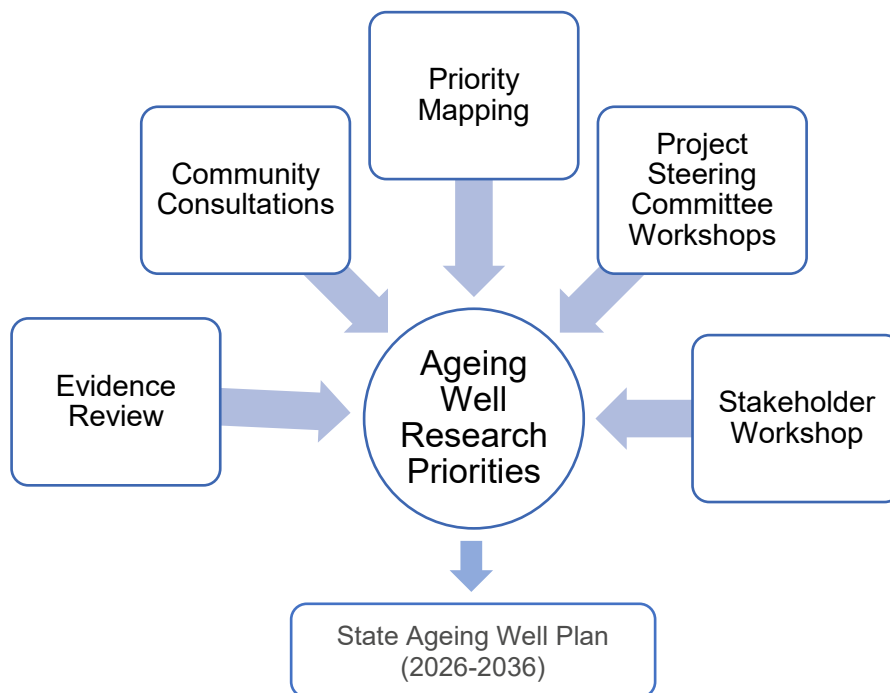 Priority
Mapping
Community
Consultations
Project
Steering
Committee
Workshops
Evidence
Review
Ageing
Well
Research
Priorities
Stakeholder
Workshop
State Ageing Well Plan
(2026-2036)